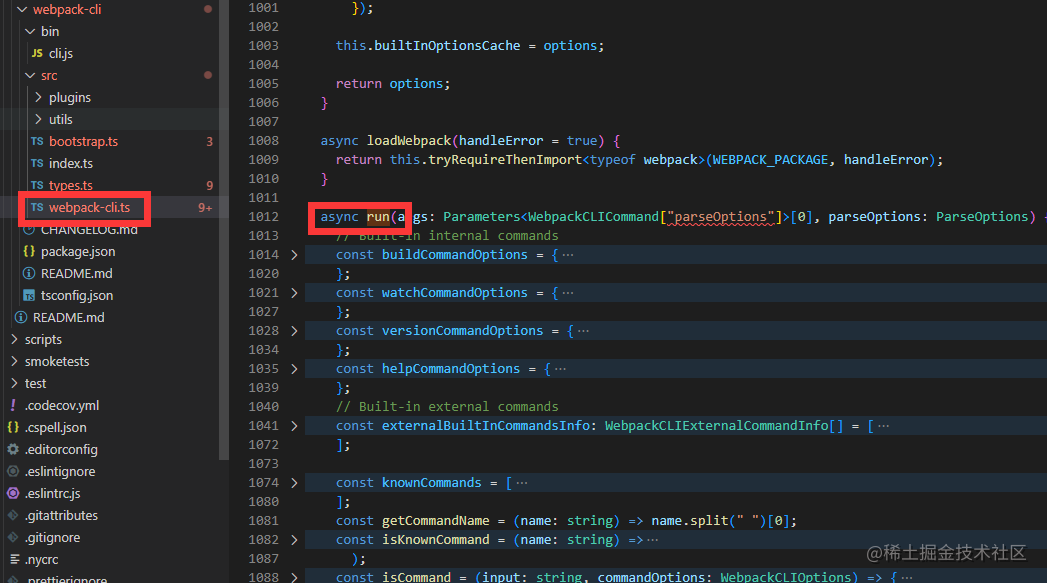 webpack-cli
bin
JS cli.js
src
plugins
utils
TS bootstrap.ts 3
TS index.ts
TS types.ts 9
TS webpack-cli.ts 9+
CHANGELOG.md
{} package.json
README.md
TS tsconfig.json
README.md
scripts
smoketests
test
! .codecov.yml
{} .cspell.json
.editorconfig
.eslintignore
.eslintrc.js
.gitattributes
.gitignore
.nycrc
.prettierignore
1001 });
1002
1003 this.builtInOptionsCache = options;
1004
1005 return options;
1006 }
1007
1008 async loadWebpack(handleError = true) {
1009 return this.tryRequireThenImport<typeof webpack>(WEBPACK_PACKAGE, handleError);
1010 }
1011
1012 async run(args: Parameters<WebpackCLICommand["parseOptions"]>[0], parseOptions: ParseOptions) {
1013 // Built-in internal commands
1014 const buildCommandOptions = { ···
1020 };
1021 const watchCommandOptions = { ···
1027 };
1028 const versionCommandOptions = { ···
1034 };
1035 const helpCommandOptions = { ···
1039 };
1040 // Built-in external commands
1041 const externalBuiltInCommandsInfo: WebpackCLIExternalCommandInfo[] = [ ···
1072 ];
1073
1074 const knownCommands = [ ···
1080 ];
1081 const getCommandName = (name: string) => name.split(" ")[0];
1082 const isKnownCommand = (name: string) => ···
1087 );
1088 const isCommand = (input: string, commandOptions: WebpackCLIOptions) => { ···
@稀土掘金技术社区